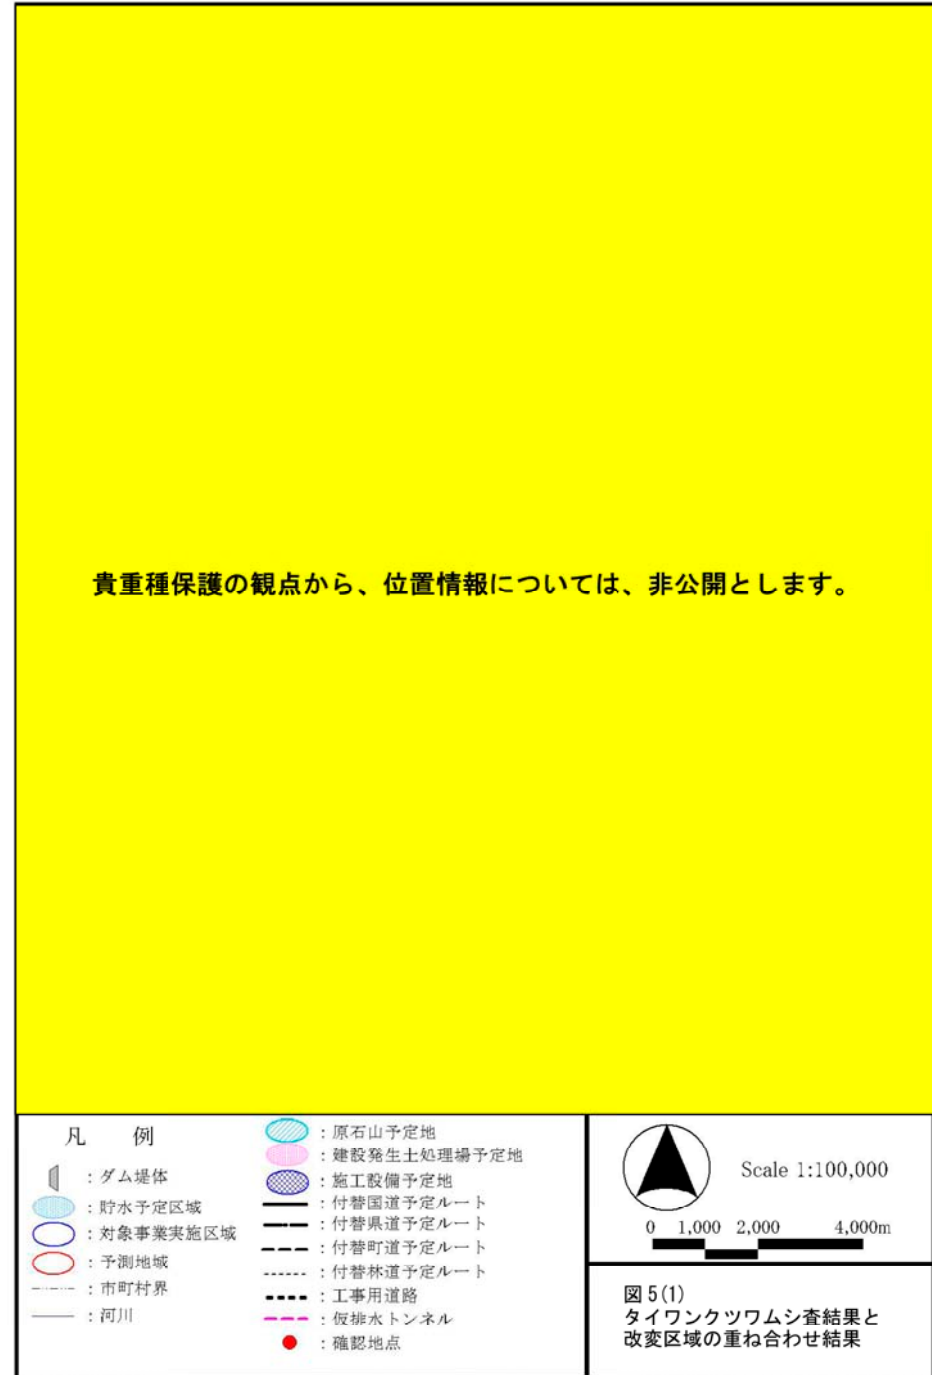 貴重種保護の観点から、位置情報については、非公開とします。
凡 例
：ダム堤体
：貯水予定区域
：対象事業実施区域
：予測地域
：市町村界
：河川
：原石山予定地
：建設発生土処理場予定地
：施工設備予定地
：付替国道予定ルート
：付替県道予定ルート
：付替町道予定ルート
：付替林道予定ルート
：工事用道路
：仮排水トンネル
：確認地点
Scale 1:100,000
0 1,000 2,000 4,000m
図 5(1)
タイワンクツワムシ査結果と
改変区域の重ね合わせ結果